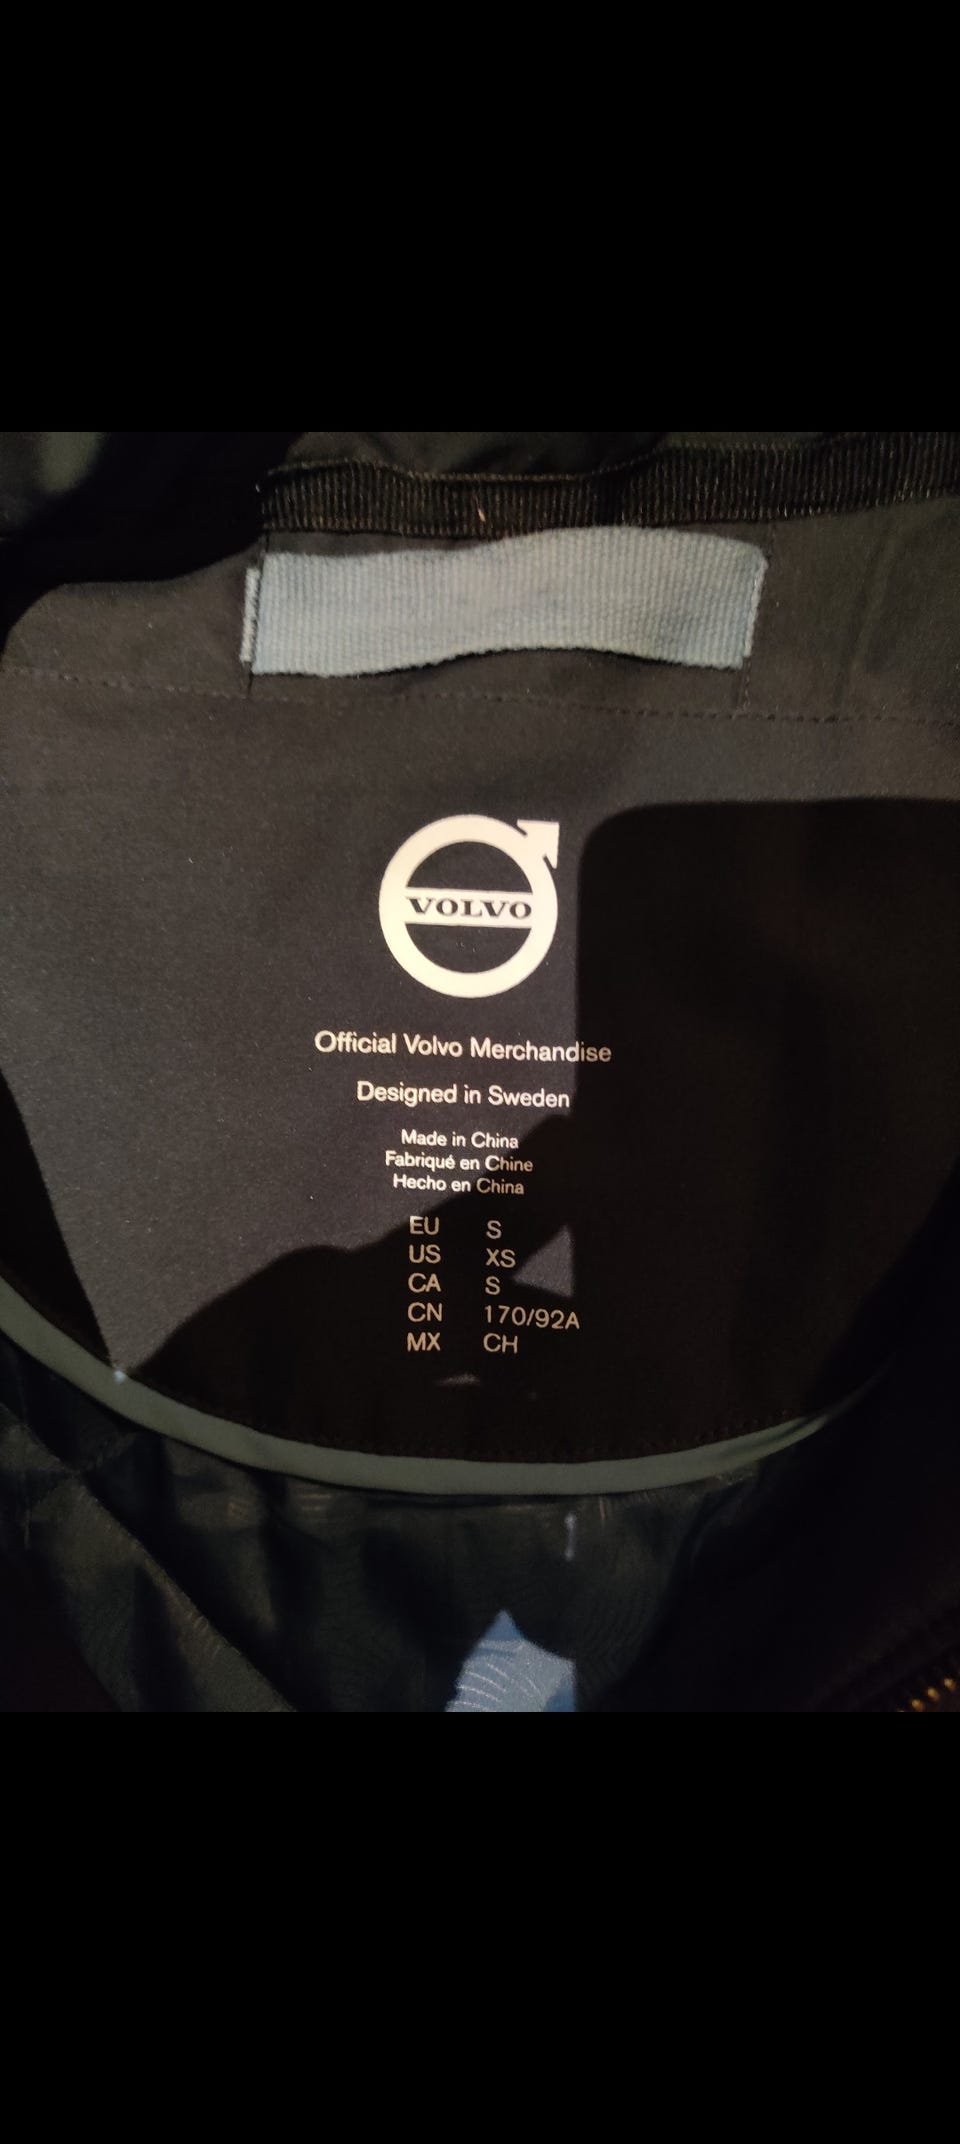 VOLVO
Official Volvo Merchandise
Designed in Sweden
Made in China
Fabriqué en Chine
Hecho en China
EU S
US XS
CA S
CN 170/92A
MX CH